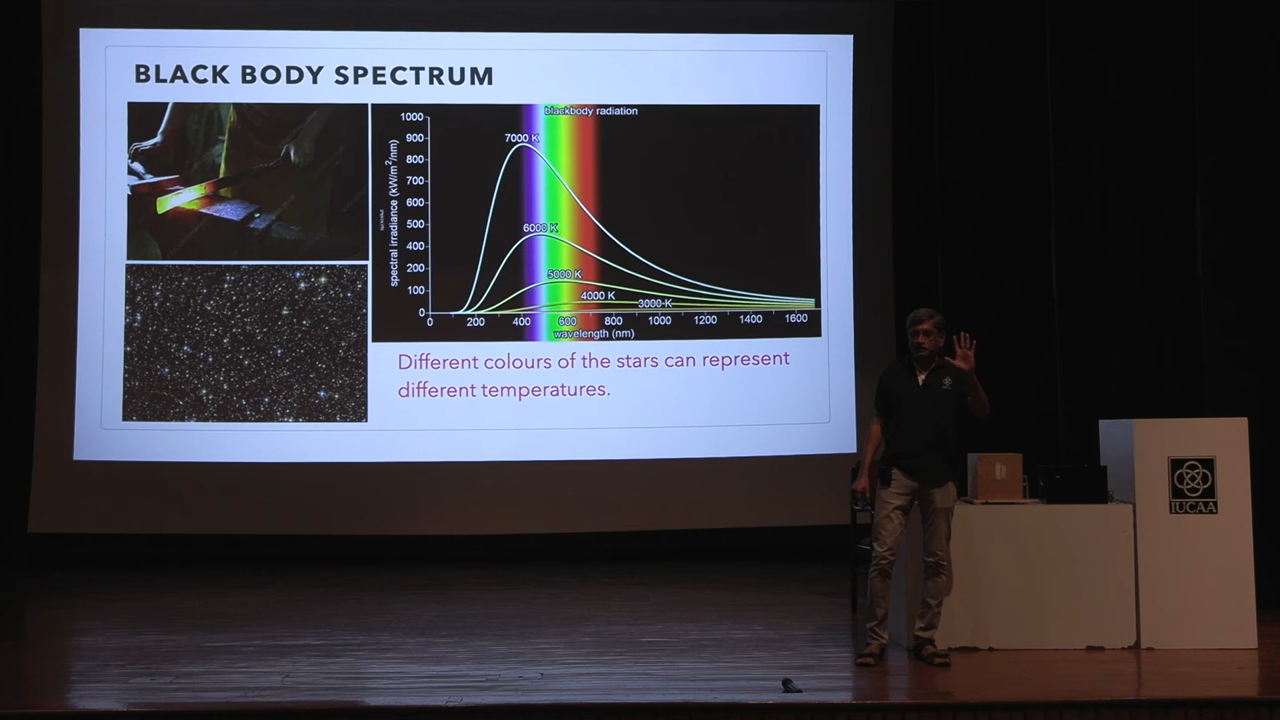 BLACK BODY SPECTRUM
blackbody radiation
spectral irradiance (kW/m²/nm)
1000
900
800
700
600
500
400
200
100
0
7000 K
6000 K
5000 K
4000 K
3000 K
0 200 400 600 800 1000 1200 1400 1600
wavelength (nm)
Different colours of the stars can represent
different temperatures.
IUCAA